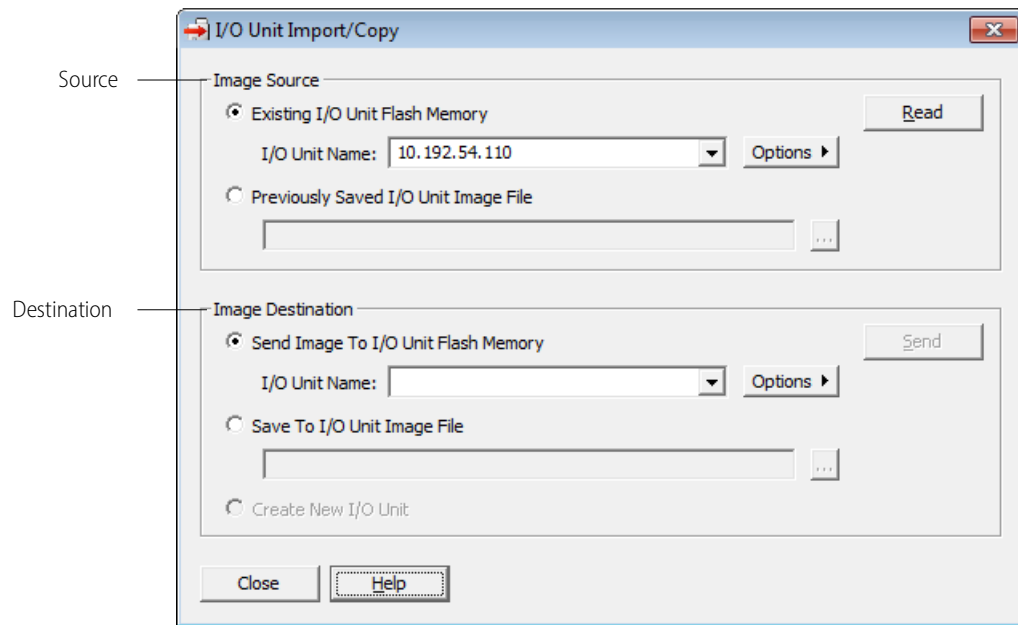 I/O Unit Import/Copy
Source
Image Source
Existing I/O Unit Flash Memory
Read
I/O Unit Name: 10.192.54.110 Options
Previously Saved I/O Unit Image File
...
Destination
Image Destination
Send Image To I/O Unit Flash Memory
Send
I/O Unit Name: Options
Save To I/O Unit Image File
...
Create New I/O Unit
Close Help